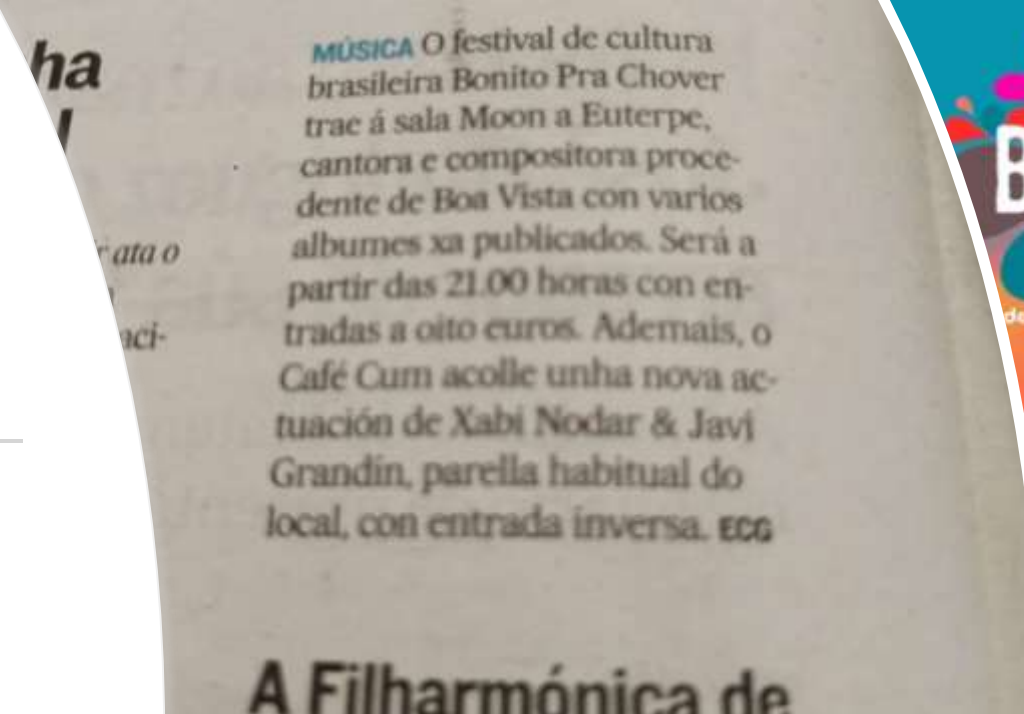 ha
l
MÚSICA O festival de cultura
brasileira Bonito Pra Chover
trae á sala Moon a Euterpe,
cantora e compositora proce-
dente de Boa Vista con varios
albumes xa publicados. Será a
partir das 21.00 horas con en-
tradas a oito euros. Ademais, o
Café Cum acolle unha nova ac-
tuación de Xabi Nodar & Javi
Grandín, parella habitual do
local, con entrada inversa. ECG
r ata o
aci-
A Filharmónica de
B
de